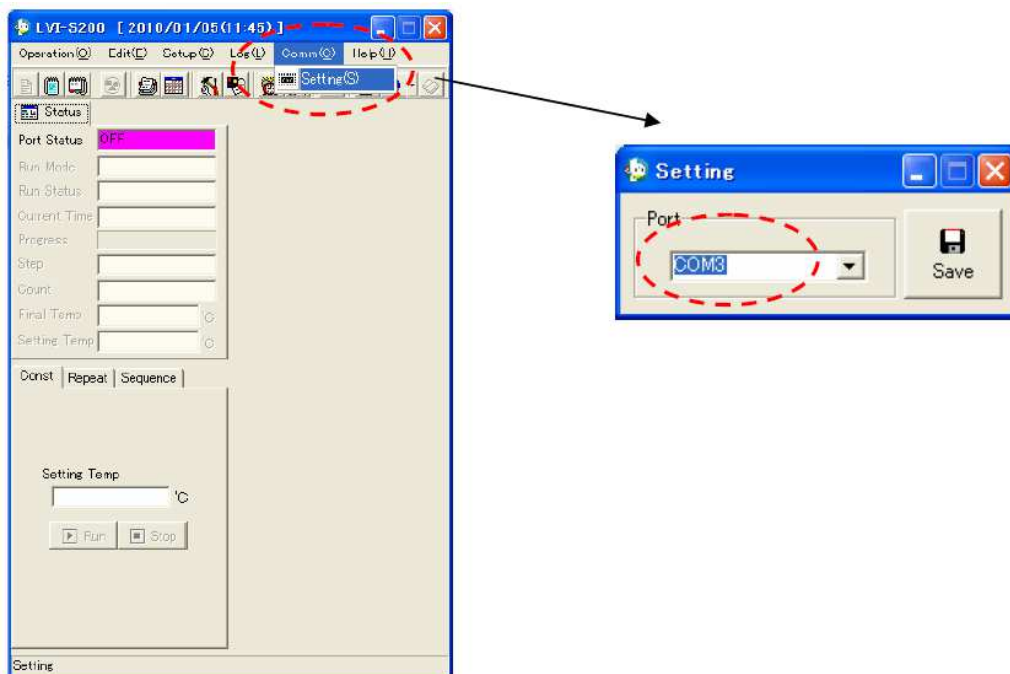 LVI-S200 [ 2010/01/05(11:45) ]
Operation(O) Edit(E) Setup(C) Log(L) Comm(C) Help(U)
Setting(S)
Status
Port Status OFF
Run Mode
Run Status
Current Time
Progress
Step
Count
Final Temp °C
Setting Temp °C
Const Repeat Sequence
Setting Temp
°C
Run Stop
Setting
Setting
Port
COM3
Save